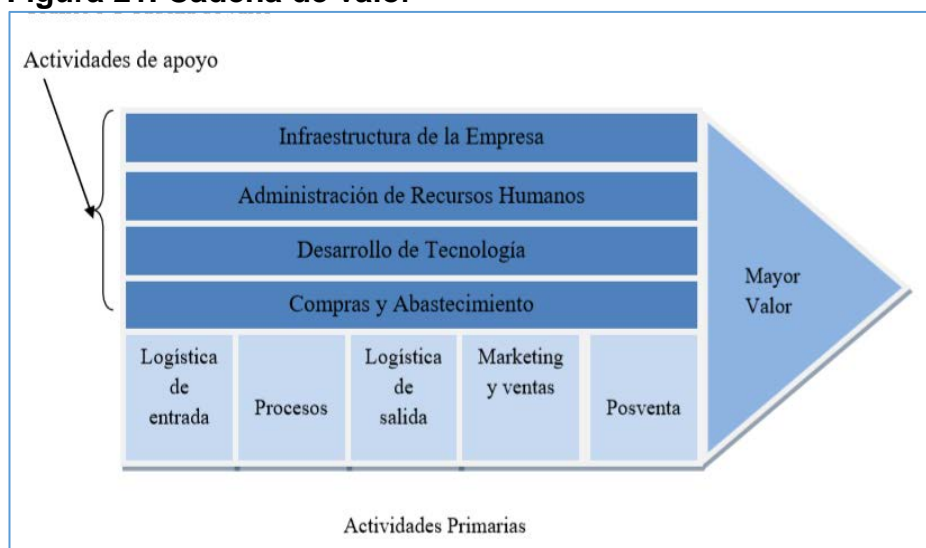 Actividades de apoyo
Infraestructura de la Empresa
Administración de Recursos Humanos
Desarrollo de Tecnología
Compras y Abastecimiento
Logística
de
entrada
Procesos
Logística
de
salida
Marketing
y ventas
Posventa
Mayor
Valor
Actividades Primarias